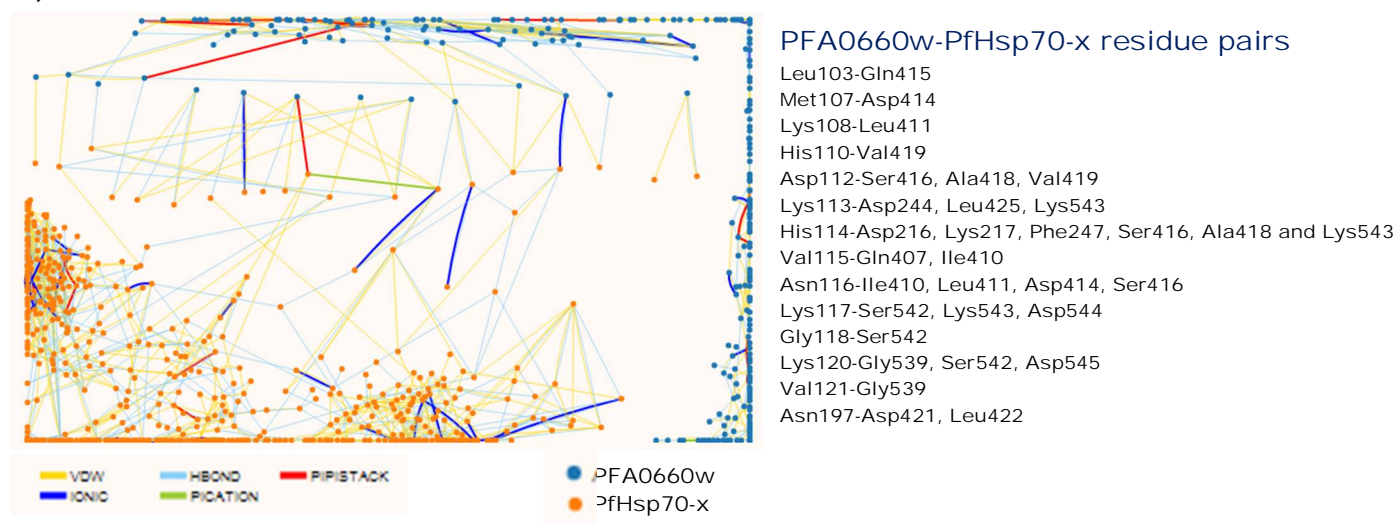 PFA0660w-PfHsp70-x residue pairs
Leu103-Gln415
Met107-Asp414
Lys108-Leu411
His110-Val419
Asp112-Ser416, Ala418, Val419
Lys113-Asp244, Leu425, Lys543
His114-Asp216, Lys217, Phe247, Ser416, Ala418 and Lys543
Val115-Gln407, Ile410
Asn116-Ile410, Leu411, Asp414, Ser416
Lys117-Ser542, Lys543, Asp544
Gly118-Ser542
Lys120-Gly539, Ser542, Asp545
Val121-Gly539
Asn197-Asp421, Leu422
VDW HBOND PIPISTACK
IONIC PICATION
PFA0660w
PfHsp70-x